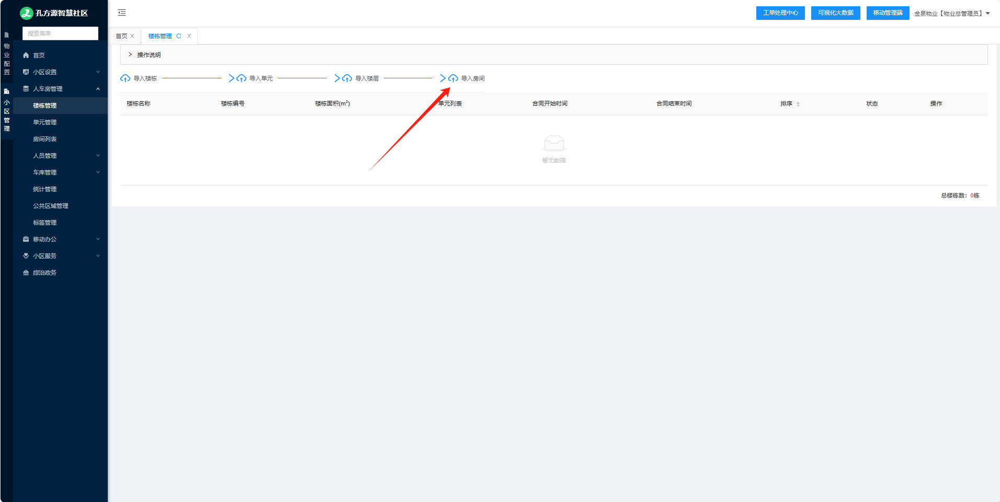 孔方源智慧社区
搜索菜单
物业配置
小区管理
首页
小区设置
人车房管理
楼栋管理
单元管理
房间列表
人员管理
车库管理
统计管理
公共区域管理
标签管理
移动办公
小区服务
综治政务
工单处理中心 可视化大数据 移动管理端 金泉物业【物业总管理员】
首页 楼栋管理
操作说明
导入楼栋 导入单元 导入楼层 导入房间
楼栋名称 楼栋编号 楼栋面积(m²) 单元列表 合同开始时间 合同结束时间 排序 状态 操作
暂无数据
总楼栋数：0栋